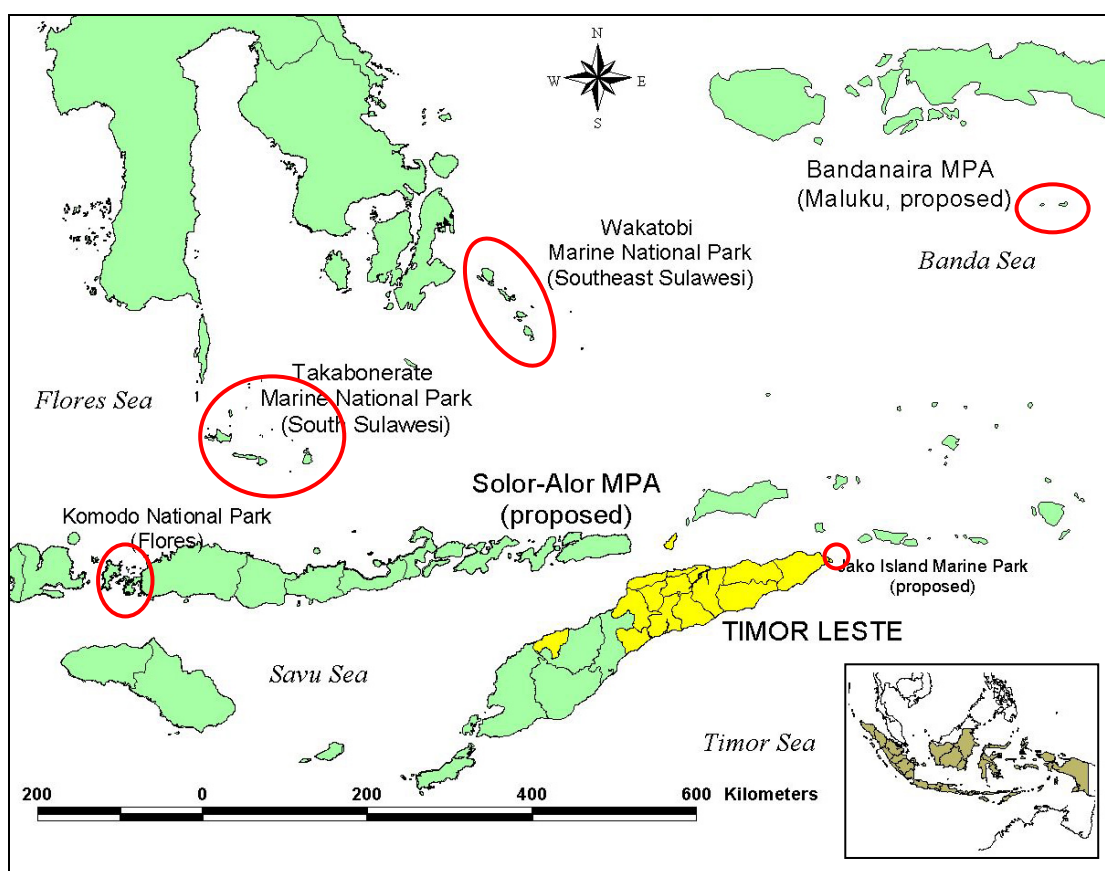 N
W E
S
Bandanaira MPA
(Maluku, proposed)
Banda Sea
Wakatobi
Marine National Park
(Southeast Sulawesi)
Flores Sea
Takabonerate
Marine National Park
(South Sulawesi)
Solor-Alor MPA
(proposed)
Komodo National Park
(Flores)
Island Marine Park
(proposed)
TIMOR LESTE
Savu Sea
Timor Sea
200 0 200 400 600 Kilometers